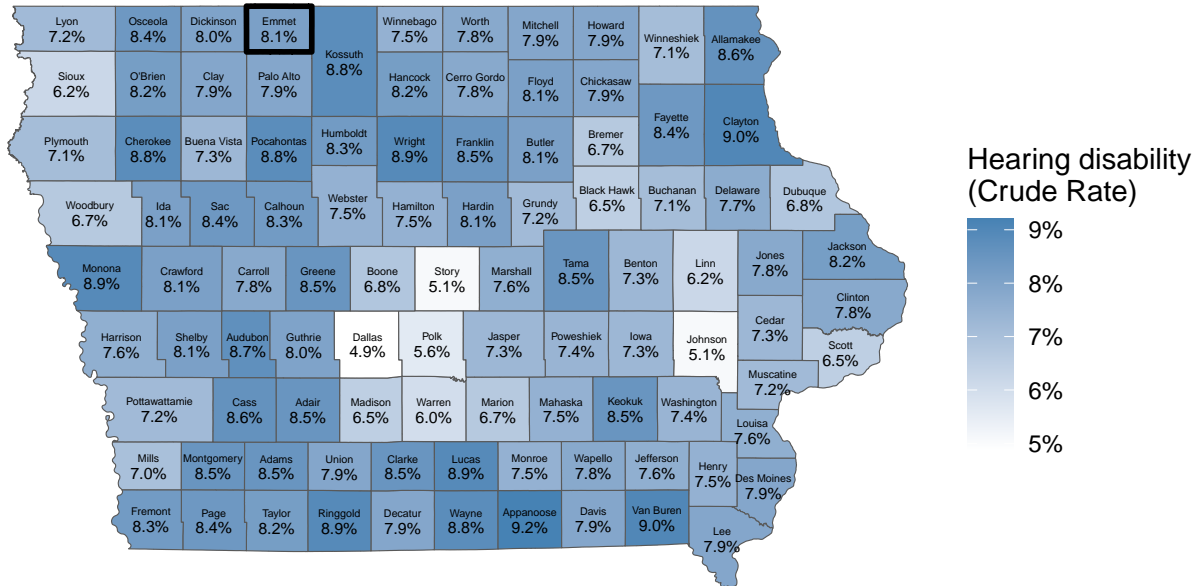 Lyon
7.2%
Osceola
8.4%
Dickinson
8.0%
Emmet
8.1%
Kossuth
8.8%
Winnebago
7.5%
Worth
7.8%
Mitchell
7.9%
Howard
7.9%
Winneshiek
7.1%
Allamakee
8.6%
Sioux
6.2%
O'Brien
8.2%
Clay
7.9%
Palo Alto
7.9%
Hancock
8.2%
Cerro Gordo
7.8%
Floyd
8.1%
Chickasaw
7.9%
Fayette
8.4%
Clayton
9.0%
Plymouth
7.1%
Cherokee
8.8%
Buena Vista
7.3%
Pocahontas
8.8%
Humboldt
8.3%
Wright
8.9%
Franklin
8.5%
Butler
8.1%
Bremer
6.7%
Woodbury
6.7%
Ida
8.1%
Sac
8.4%
Calhoun
8.3%
Webster
7.5%
Hamilton
7.5%
Hardin
8.1%
Grundy
7.2%
Black Hawk
6.5%
Buchanan
7.1%
Delaware
7.7%
Dubuque
6.8%
Monona
8.9%
Crawford
8.1%
Carroll
7.8%
Greene
8.5%
Boone
6.8%
Story
5.1%
Marshall
7.6%
Tama
8.5%
Benton
7.3%
Linn
6.2%
Jones
7.8%
Jackson
8.2%
Clinton
7.8%
Harrison
7.6%
Shelby
8.1%
Audubon
8.7%
Guthrie
8.0%
Dallas
4.9%
Polk
5.6%
Jasper
7.3%
Poweshiek
7.4%
Iowa
7.3%
Johnson
5.1%
Cedar
7.3%
Scott
6.5%
Muscatine
7.2%
Pottawattamie
7.2%
Cass
8.6%
Adair
8.5%
Madison
6.5%
Warren
6.0%
Marion
6.7%
Mahaska
7.5%
Keokuk
8.5%
Washington
7.4%
Louisa
7.6%
Mills
7.0%
Montgomery
8.5%
Adams
8.5%
Union
7.9%
Clarke
8.5%
Lucas
8.9%
Monroe
7.5%
Wapello
7.8%
Jefferson
7.6%
Henry
7.5%
Des Moines
7.9%
Fremont
8.3%
Page
8.4%
Taylor
8.2%
Ringgold
8.9%
Decatur
7.9%
Wayne
8.8%
Appanoose
9.2%
Davis
7.9%
Van Buren
9.0%
Lee
7.9%
Hearing disability
(Crude Rate)
9%
8%
7%
6%
5%